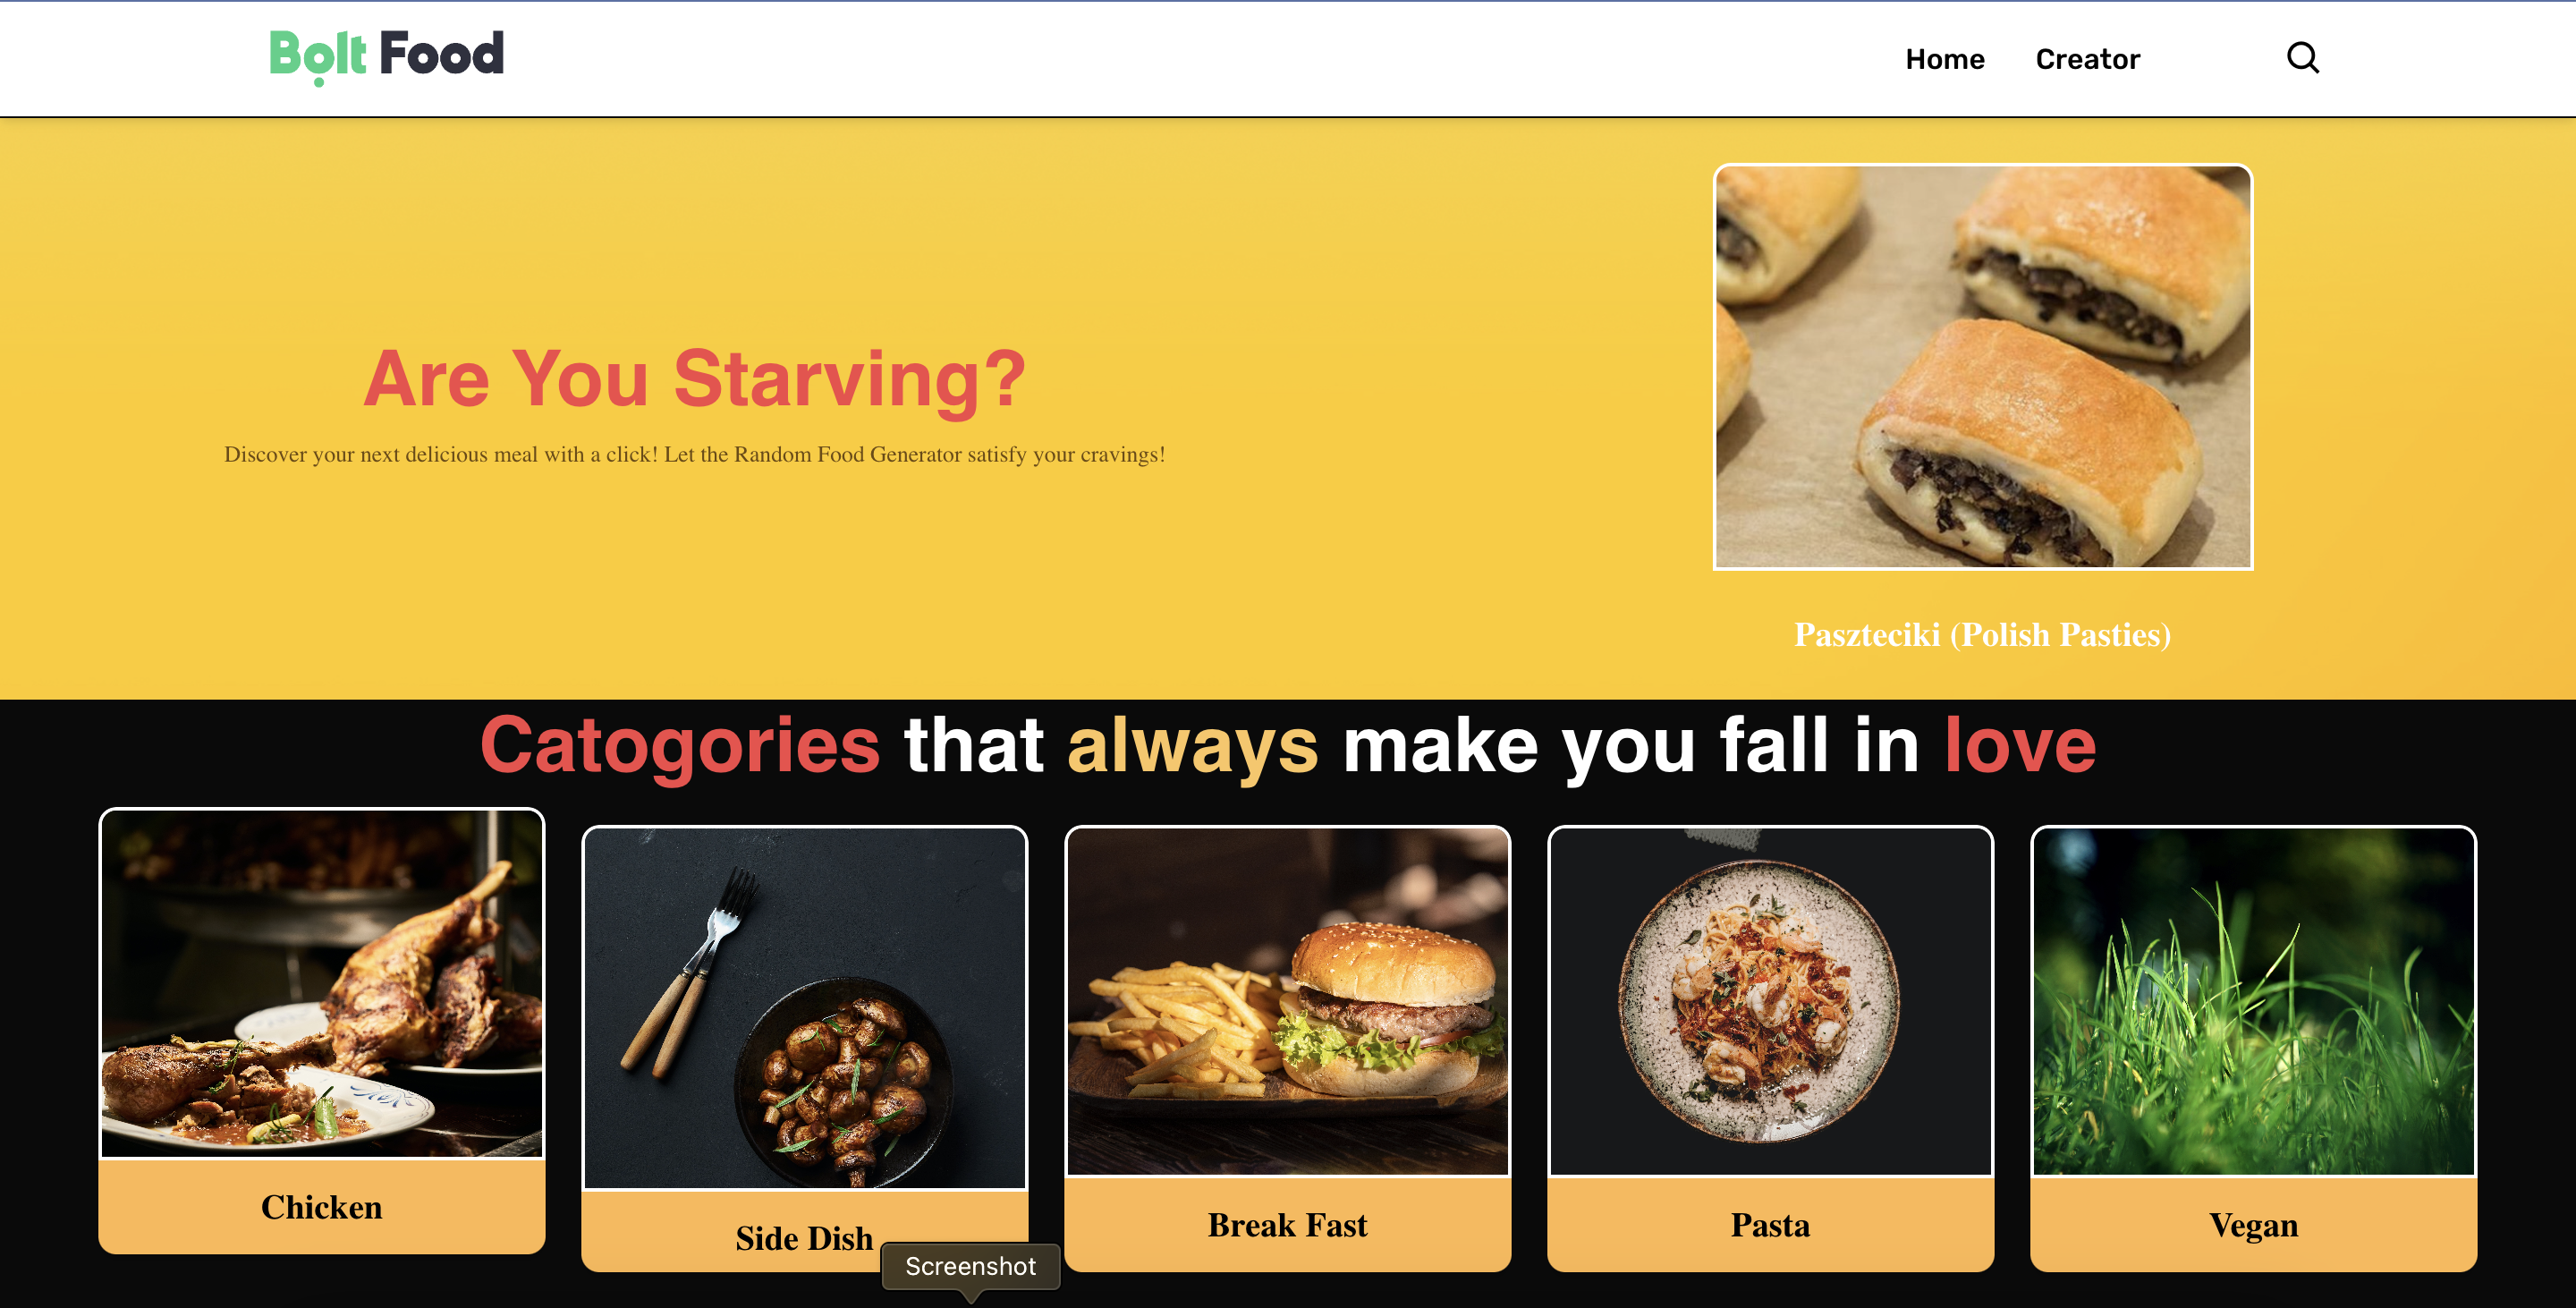 Bolt Food
Home
Creator
Are You Starving?
Discover your next delicious meal with a click! Let the Random Food Generator satisfy your cravings!
Paszteciki (Polish Pasties)
Catogories that always make you fall in love
Chicken
Side Dish
Break Fast
Pasta
Vegan
Screenshot